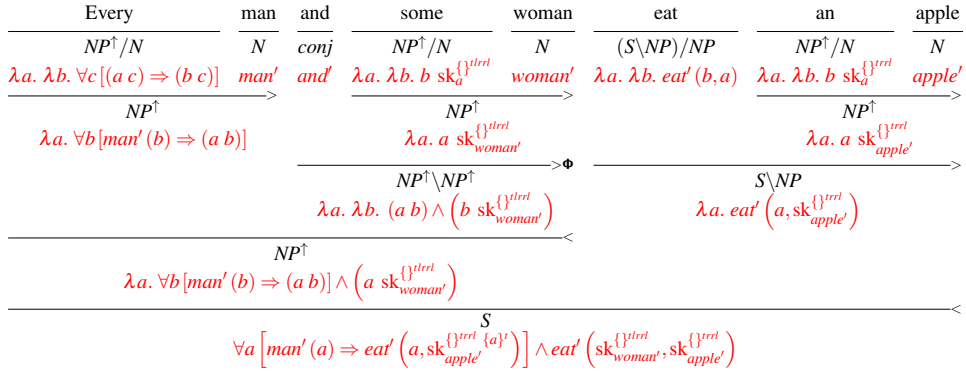 Every man and some woman eat an apple
NP↑/N N conj NP↑/N N (S\NP)/NP NP↑/N N
λa. λb. ∀c[(a c) ⇒ (b c)] man′ and′ λa. λb. b sk_a^{{}^{tlrrl}} woman′ λa. λb. eat′(b,a) λa. λb. b sk_a^{{}^{trrl}} apple′
> > >
NP↑ NP↑ NP↑
λa. ∀b[man′(b) ⇒ (a b)] λa. a sk_{woman′}^{{}^{tlrrl}} λa. a sk_{apple′}^{{}^{trrl}}
>Φ >
NP↑\NP↑ S\NP
λa. λb. (a b) ∧ (b sk_{woman′}^{{}^{tlrrl}}) λa. eat′(a, sk_{apple′}^{{}^{trrl}})
<
NP↑
λa. ∀b[man′(b) ⇒ (a b)] ∧ (a sk_{woman′}^{{}^{tlrrl}})
<
S
∀a[man′(a) ⇒ eat′(a, sk_{apple′}^{{}^{trrl} {a}^t})] ∧ eat′(sk_{woman′}^{{}^{tlrrl}}, sk_{apple′}^{{}^{trrl}})